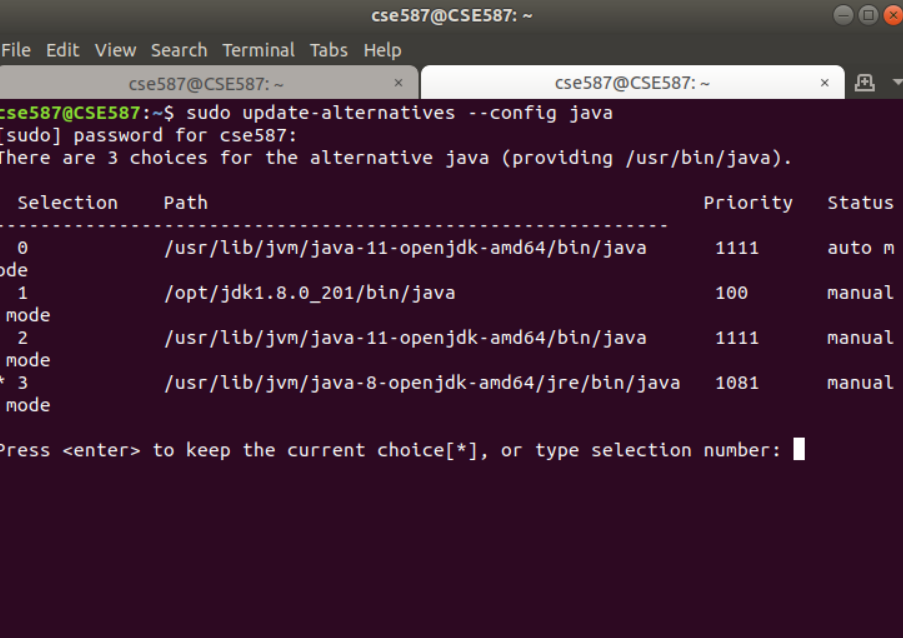 cse587@CSE587: ~
File Edit View Search Terminal Tabs Help
cse587@CSE587: ~ × cse587@CSE587: ~ ×
cse587@CSE587:~$ sudo update-alternatives --config java
[sudo] password for cse587:
There are 3 choices for the alternative java (providing /usr/bin/java).
Selection Path Priority Status
------------------------------------------------------------
0 /usr/lib/jvm/java-11-openjdk-amd64/bin/java 1111 auto m
ode
1 /opt/jdk1.8.0_201/bin/java 100 manual
mode
2 /usr/lib/jvm/java-11-openjdk-amd64/bin/java 1111 manual
mode
* 3 /usr/lib/jvm/java-8-openjdk-amd64/jre/bin/java 1081 manual
mode
Press <enter> to keep the current choice[*], or type selection number: